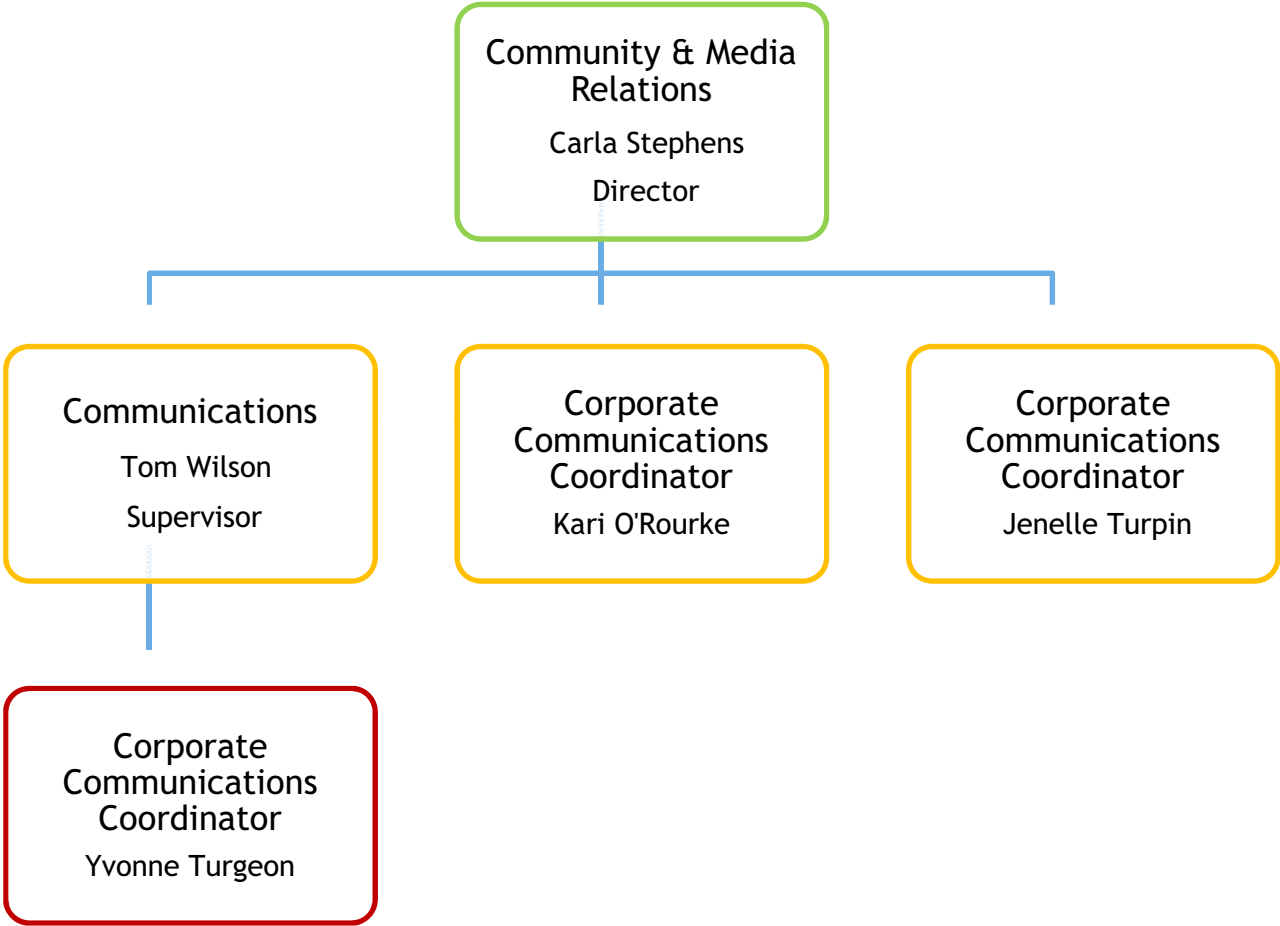 Community & Media
Relations
Carla Stephens
Director
Communications
Tom Wilson
Supervisor
Corporate
Communications
Coordinator
Kari O'Rourke
Corporate
Communications
Coordinator
Jenelle Turpin
Corporate
Communications
Coordinator
Yvonne Turgeon